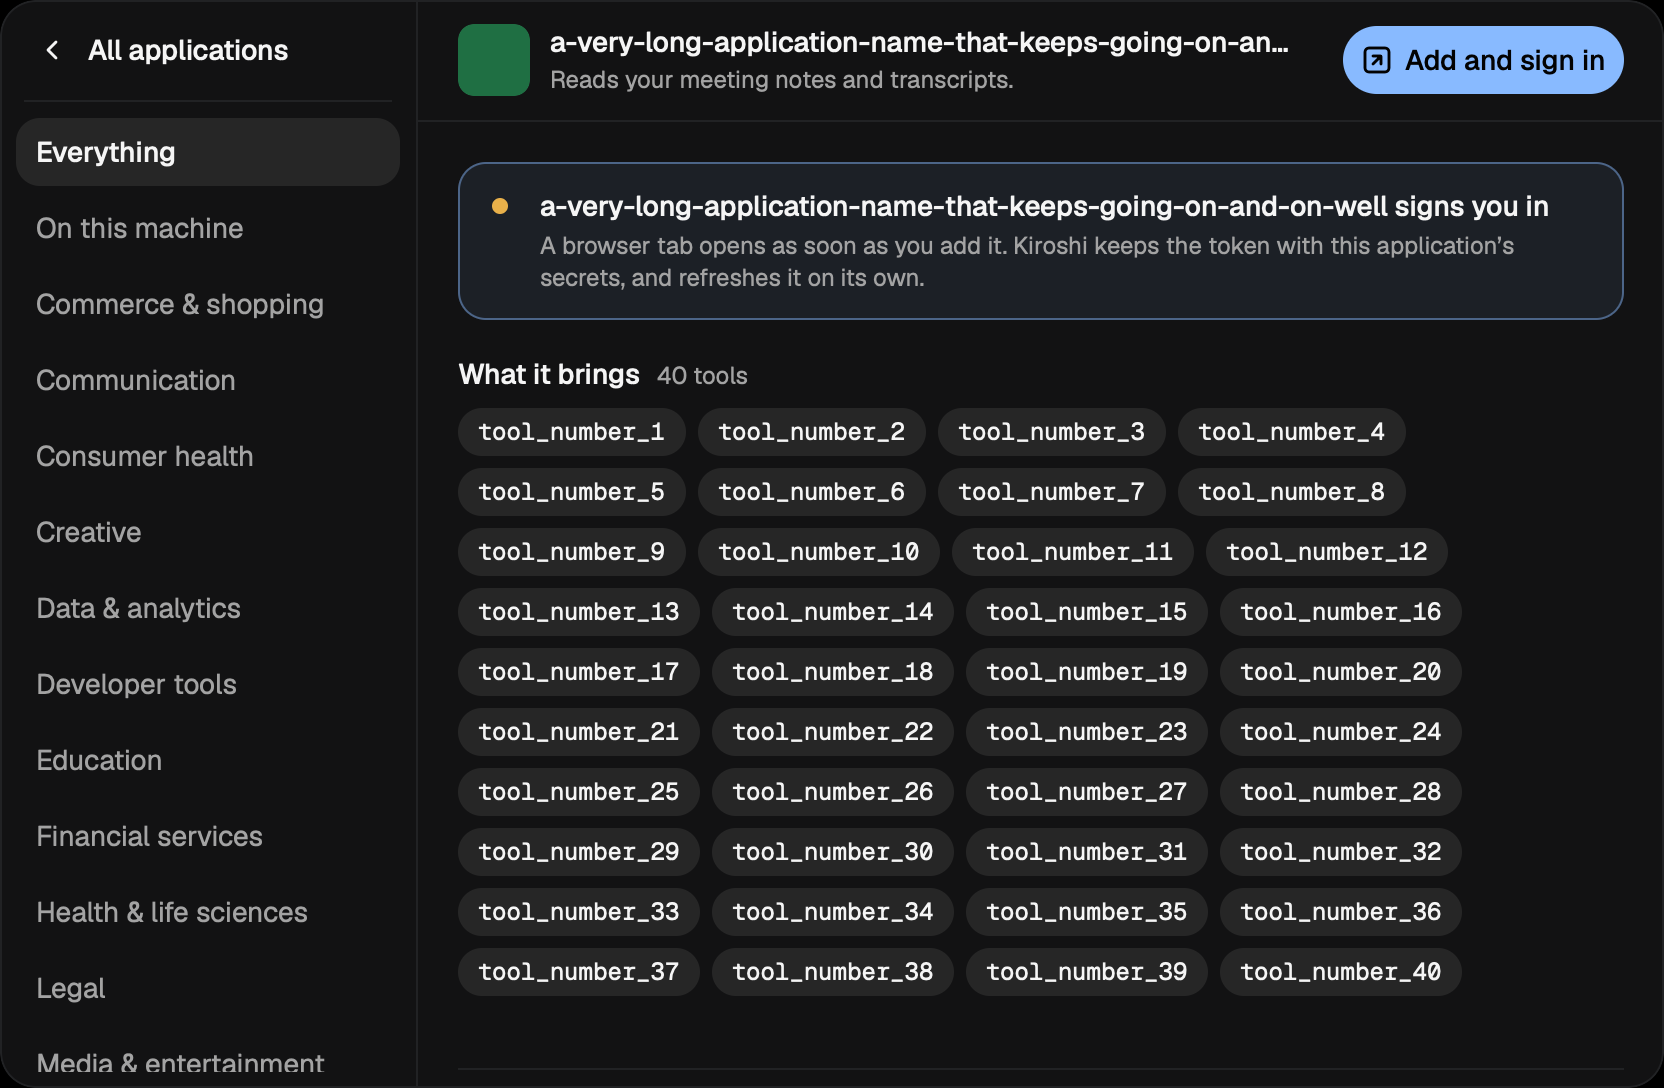 All applications
Everything
On this machine
Commerce & shopping
Communication
Consumer health
Creative
Data & analytics
Developer tools
Education
Financial services
Health & life sciences
Legal
Media & entertainment
a-very-long-application-name-that-keeps-going-on-an…
Reads your meeting notes and transcripts.
Add and sign in
a-very-long-application-name-that-keeps-going-on-and-on-well signs you in
A browser tab opens as soon as you add it. Kiroshi keeps the token with this application’s
secrets, and refreshes it on its own.
What it brings 40 tools
tool_number_1 tool_number_2 tool_number_3 tool_number_4
tool_number_5 tool_number_6 tool_number_7 tool_number_8
tool_number_9 tool_number_10 tool_number_11 tool_number_12
tool_number_13 tool_number_14 tool_number_15 tool_number_16
tool_number_17 tool_number_18 tool_number_19 tool_number_20
tool_number_21 tool_number_22 tool_number_23 tool_number_24
tool_number_25 tool_number_26 tool_number_27 tool_number_28
tool_number_29 tool_number_30 tool_number_31 tool_number_32
tool_number_33 tool_number_34 tool_number_35 tool_number_36
tool_number_37 tool_number_38 tool_number_39 tool_number_40